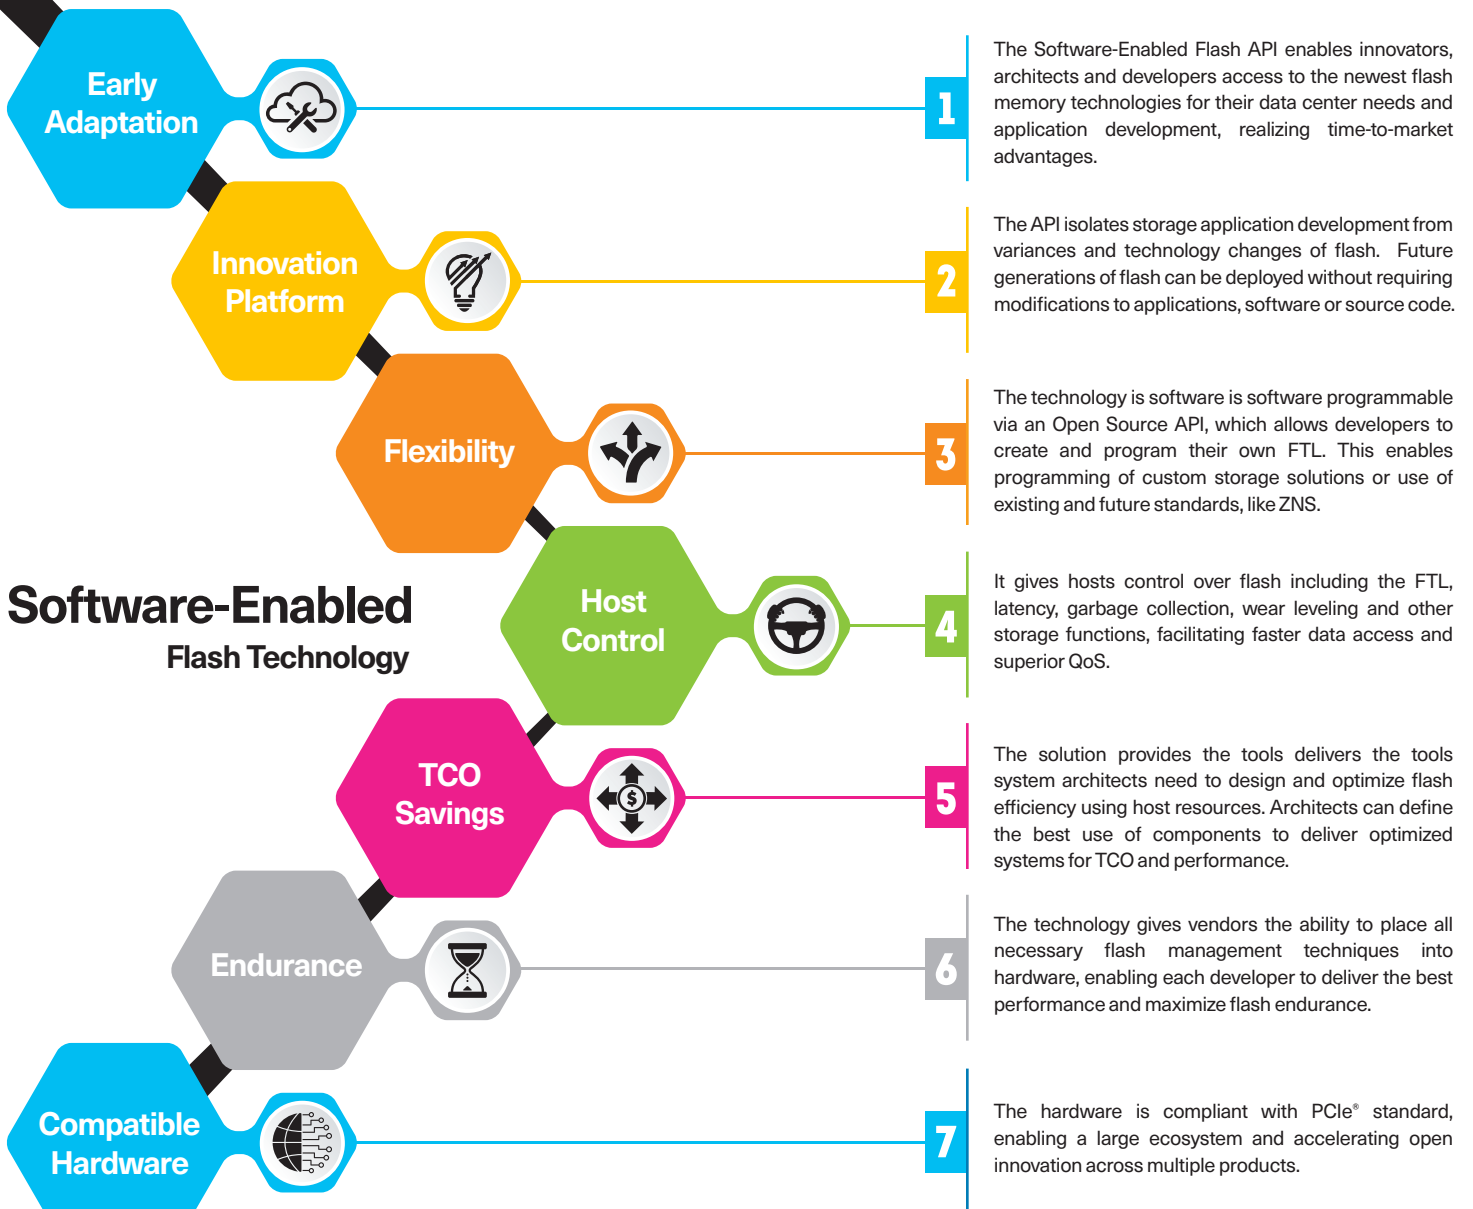 Early
Adaptation
1
The Software-Enabled Flash API enables innovators,
architects and developers access to the newest flash
memory technologies for their data center needs and
application development, realizing time-to-market
advantages.
Innovation
Platform
2
The API isolates storage application development from
variances and technology changes of flash. Future
generations of flash can be deployed without requiring
modifications to applications, software or source code.
Flexibility
3
The technology is software is software programmable
via an Open Source API, which allows developers to
create and program their own FTL. This enables
programming of custom storage solutions or use of
existing and future standards, like ZNS.
Software-Enabled
Flash Technology
Host
Control
4
It gives hosts control over flash including the FTL,
latency, garbage collection, wear leveling and other
storage functions, facilitating faster data access and
superior QoS.
TCO
Savings
$
5
The solution provides the tools delivers the tools
system architects need to design and optimize flash
efficiency using host resources. Architects can define
the best use of components to deliver optimized
systems for TCO and performance.
Endurance
6
The technology gives vendors the ability to place all
necessary flash management techniques into
hardware, enabling each developer to deliver the best
performance and maximize flash endurance.
Compatible
Hardware
7
The hardware is compliant with PCIe® standard,
enabling a large ecosystem and accelerating open
innovation across multiple products.